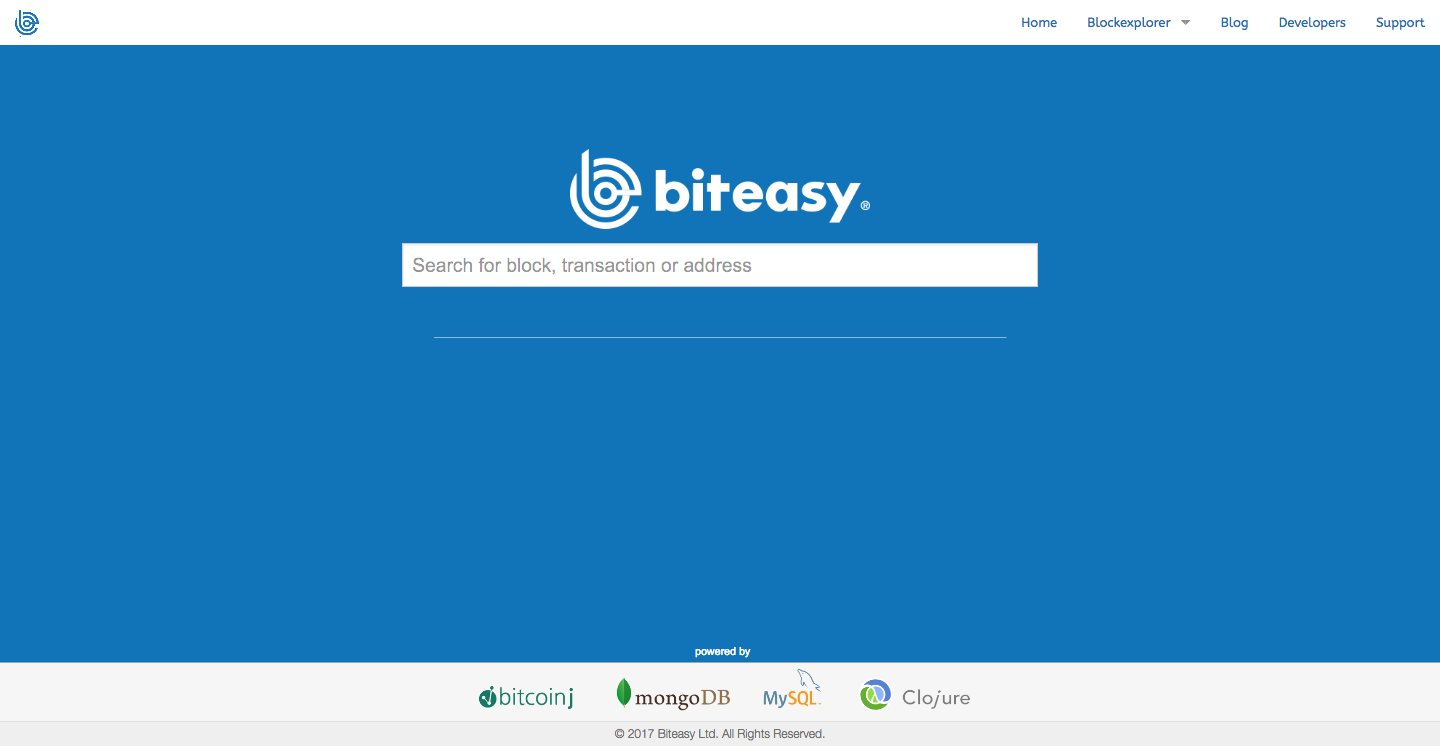 Home Blockexplorer Blog Developers Support
biteasy®
Search for block, transaction or address
powered by
bitcoinj mongoDB MySQL. Clojure
© 2017 Biteasy Ltd. All Rights Reserved.